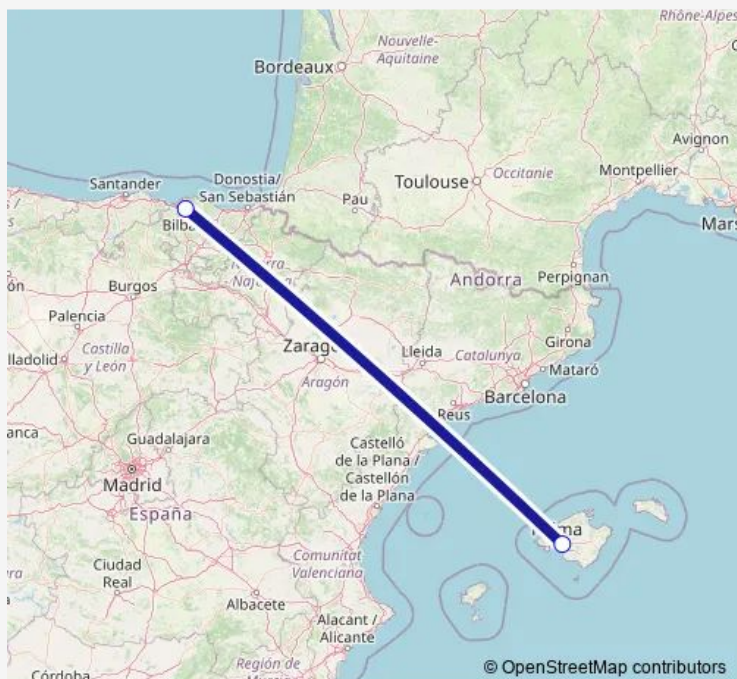 Rhône-Alpes
Nouvelle-
Aquitaine
Bordeaux
Avignon
Montpellier
Occitanie
Toulouse
Donostia/
San Sebastián
Santander
Pau
Mars
Bilba
Perpignan
Andorra
Burgos
Palencia
Girona
Lleida
Catalunya
Mataró
Castilla
y León
Aragón
Barcelona
Reus
Guadalajara
Castelló
de la Plana /
Castellón
de la Plana
Madrid
España
Comunitat
Valenciana
Ciudad
Real
Albacete
Alacant /
Alicante
Región de
Córdoba
© OpenStreetMap contributors